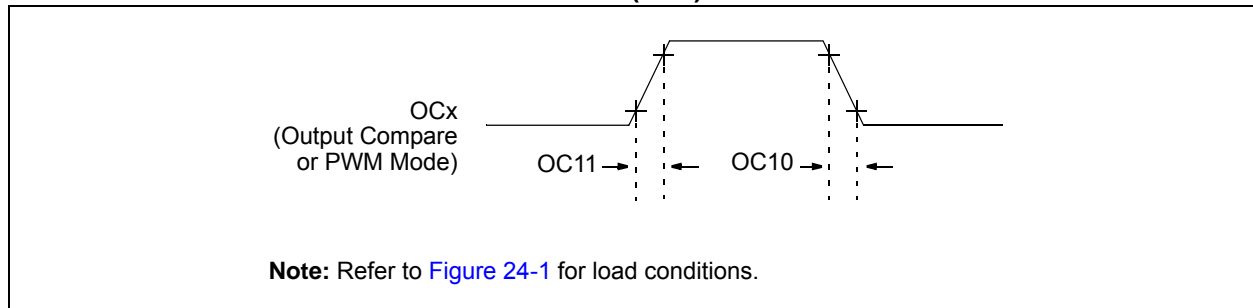 OCx
(Output Compare
or PWM Mode)
OC11
OC10
Note: Refer to Figure 24-1 for load conditions.